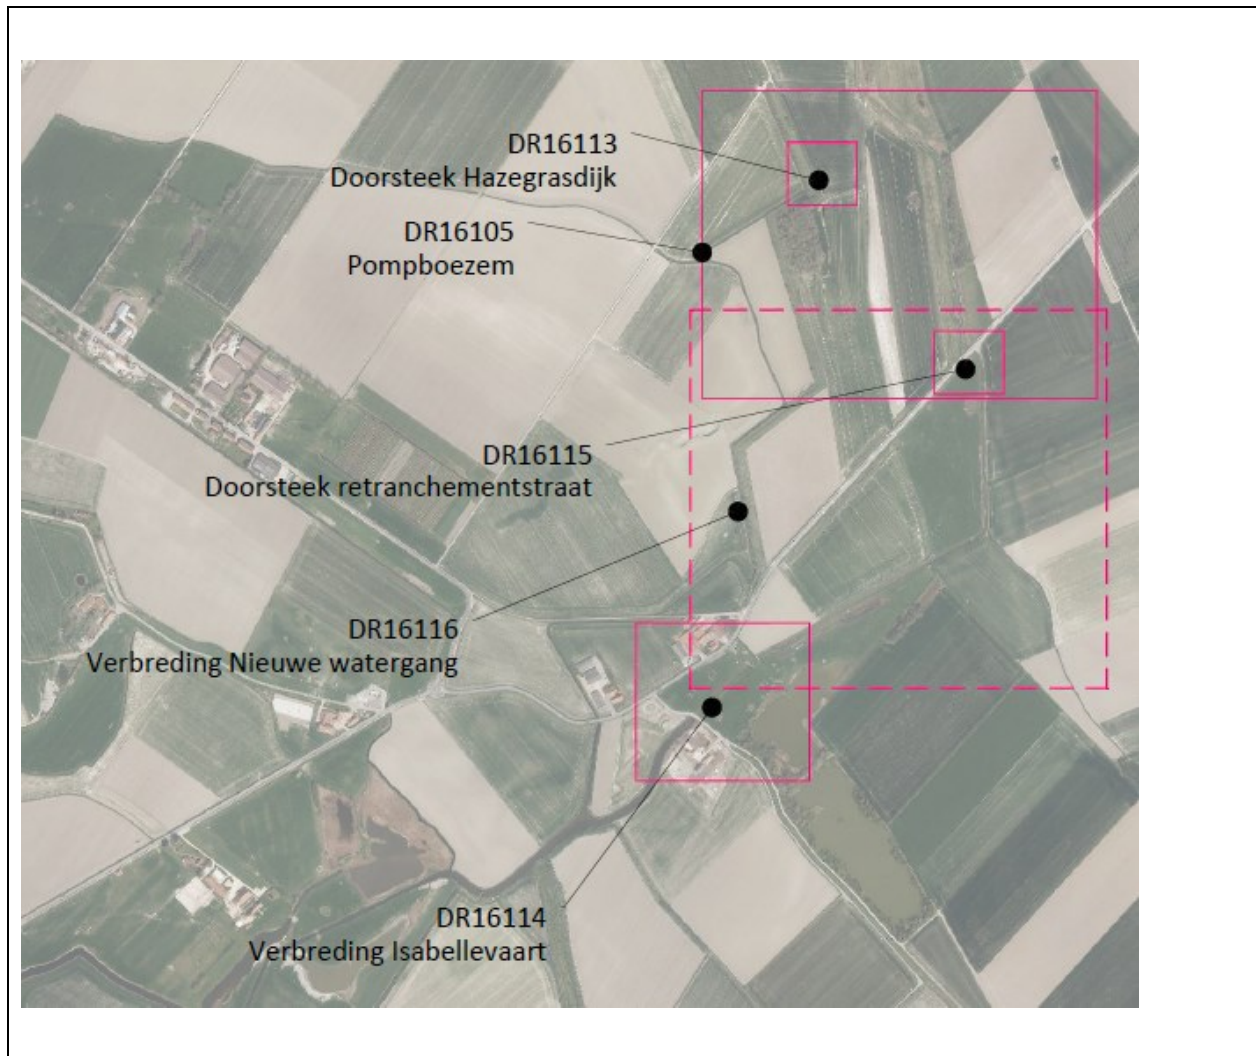 DR16113
Doorsteek Hazegrasdijk
DR16105
Pompboezem
DR16115
Doorsteek retranchementstraat
DR16116
Verbreding Nieuwe watergang
DR16114
Verbreding Isabellevaart